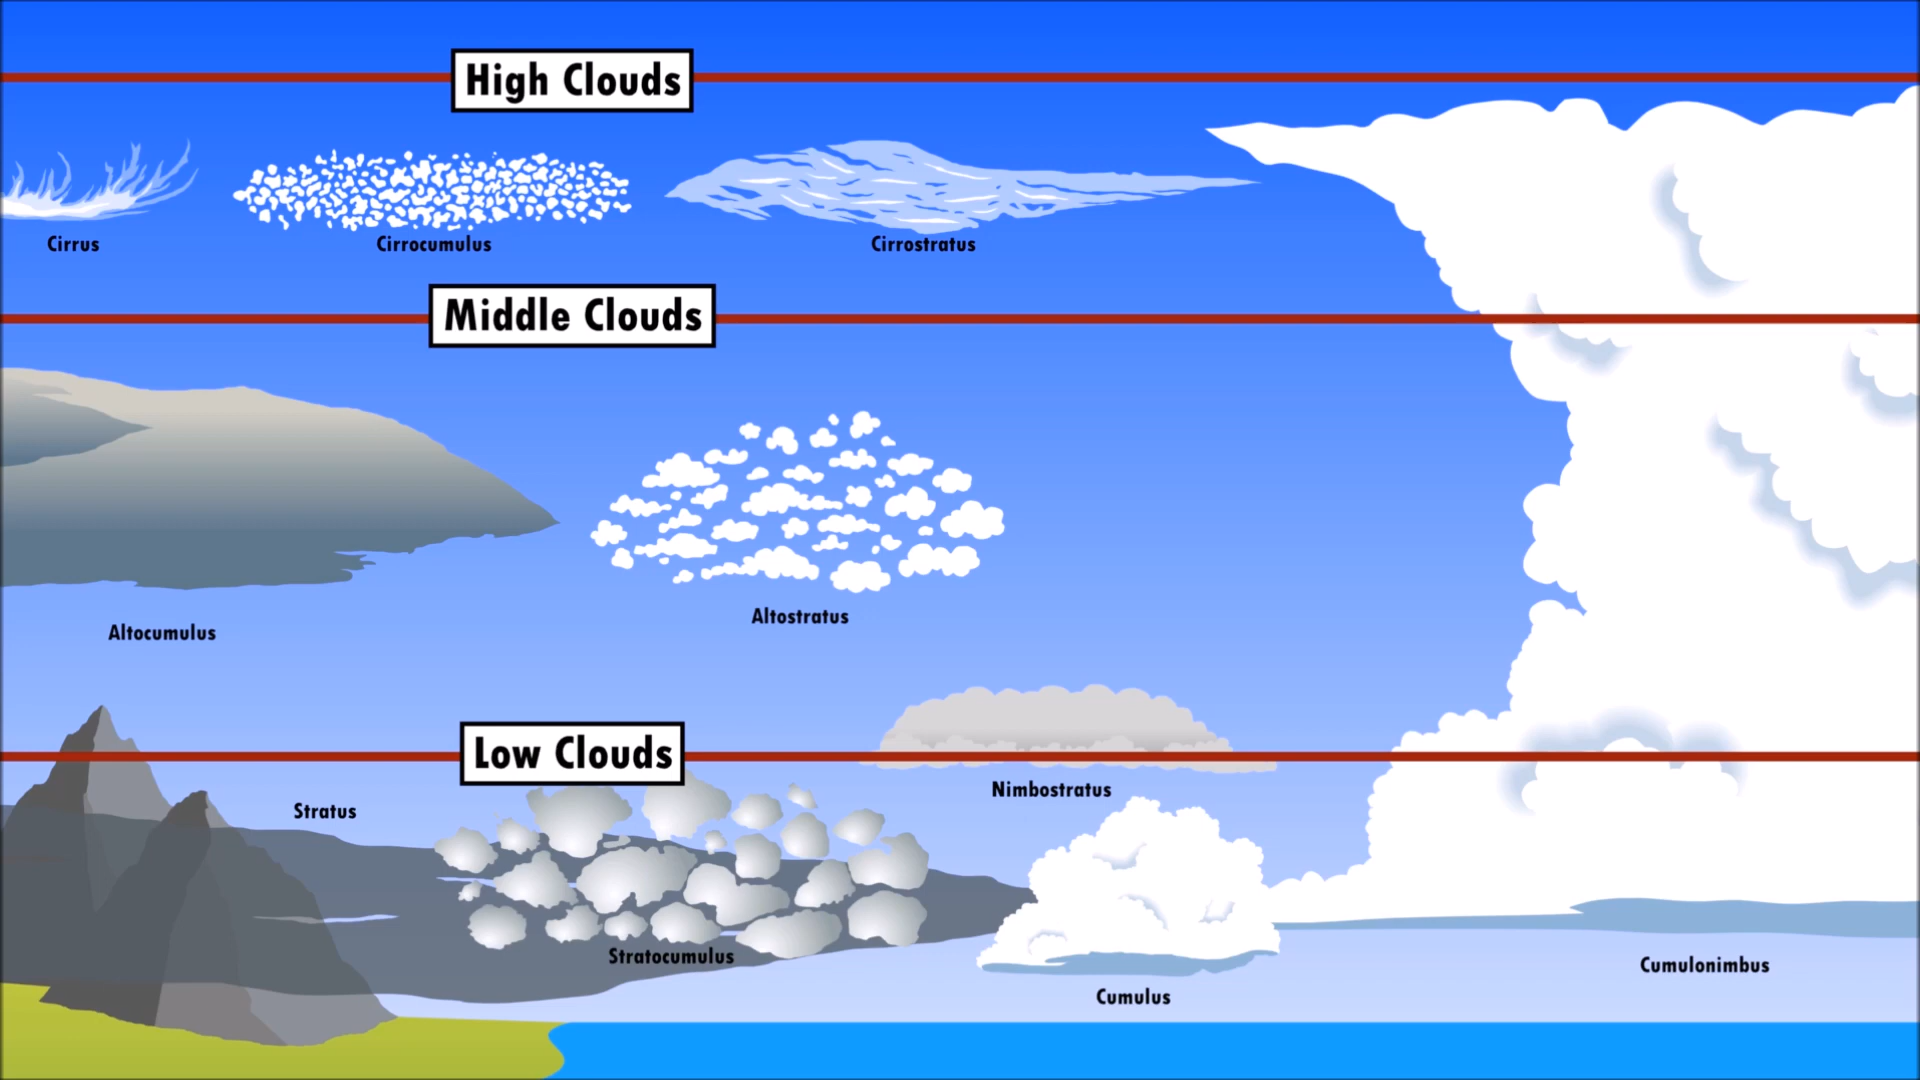 High Clouds
Cirrus
Cirrocumulus
Cirrostratus
Middle Clouds
Altocumulus
Altostratus
Low Clouds
Nimbostratus
Stratus
Stratocumulus
Cumulus
Cumulonimbus